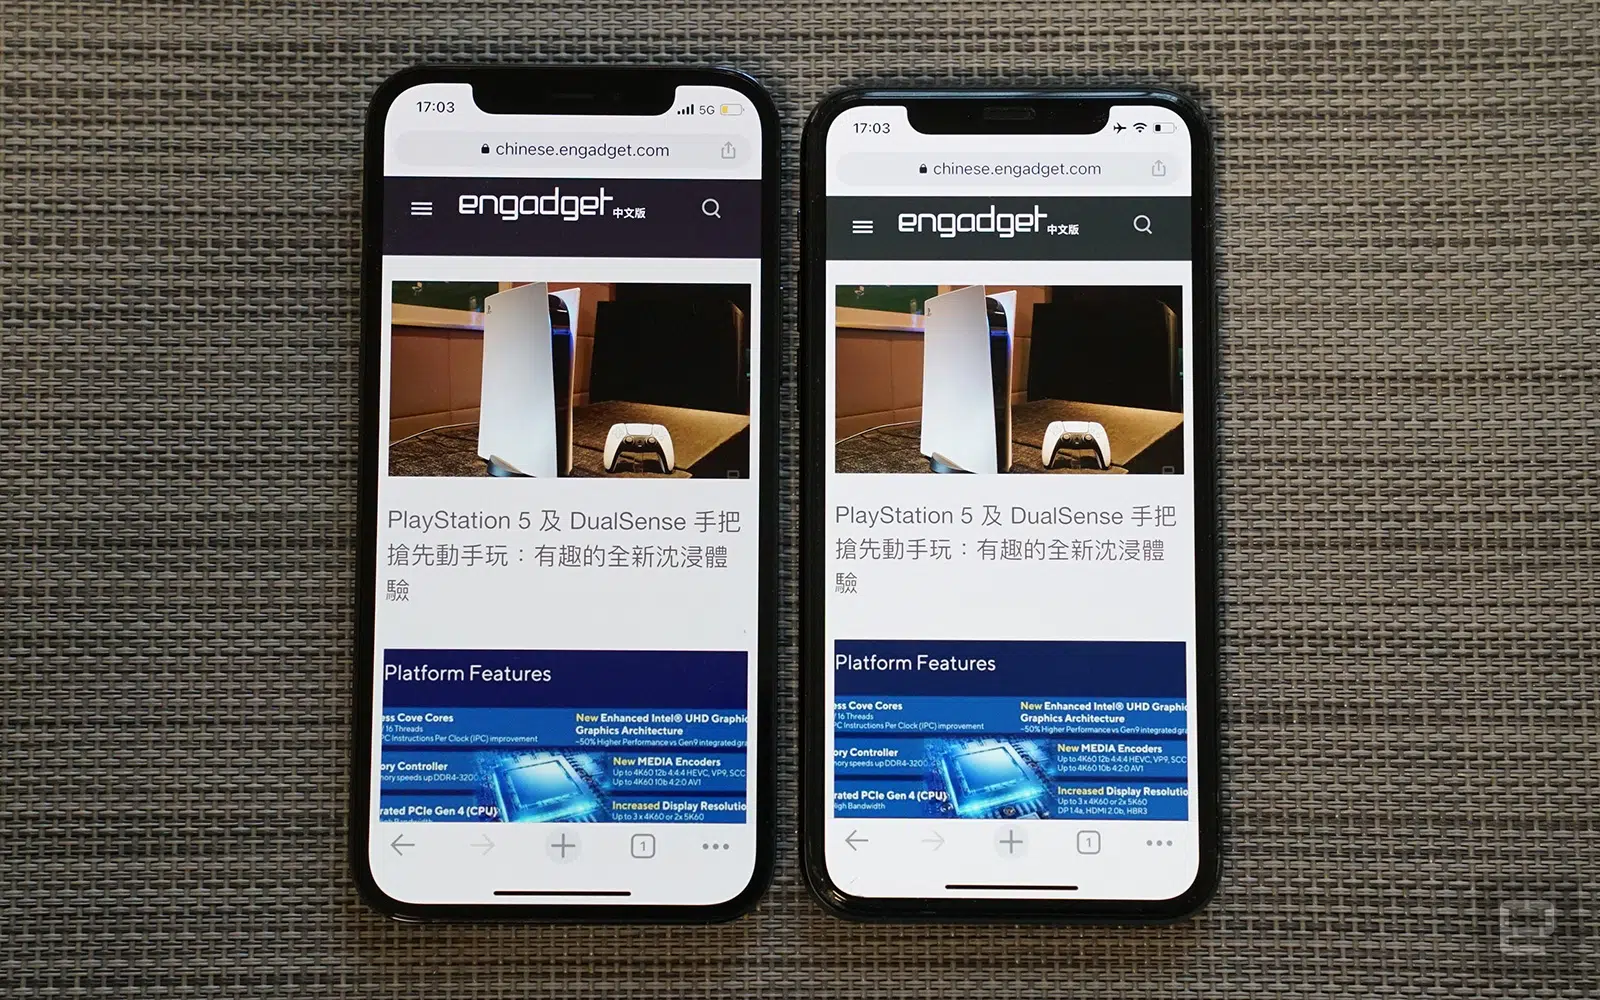 17:03
5G
chinese.engadget.com
engadget 中文版
PlayStation 5 及 DualSense 手把
搶先動手玩：有趣的全新沈浸體
驗
Platform Features
ess Cove Cores
/ 16 Threads
PC Instructions Per Clock (IPC) improvement
New Enhanced Intel® UHD Graphic
Graphics Architecture
~50% Higher Performance vs Gen9 integrated gra
ory Controller
mory speeds up DDR4-3200
New MEDIA Encoders
Up to 4K60 12b 4:4:4 HEVC, VP9, SCC
Up to 4K60 10b 4:2:0 AV1
rated PCIe Gen 4 (CPU)
High Bandwidth
Increased Display Resolutio
Up to 3 x 4K60 or 2x 5K60
1
17:03
chinese.engadget.com
engadget 中文版
PlayStation 5 及 DualSense 手把
搶先動手玩：有趣的全新沈浸體
驗
Platform Features
ess Cove Cores
/ 16 Threads
PC Instructions Per Clock (IPC) improvement
New Enhanced Intel® UHD Graphic
Graphics Architecture
~50% Higher Performance vs Gen9 integrated gra
ory Controller
mory speeds up DDR4-3200
New MEDIA Encoders
Up to 4K60 12b 4:4:4 HEVC, VP9, SCC
Up to 4K60 10b 4:2:0 AV1
rated PCIe Gen 4 (CPU)
High Bandwidth
Increased Display Resolutio
Up to 3 x 4K60 or 2x 5K60
DP 1.4a, HDMI 2.0b, HBR3
1